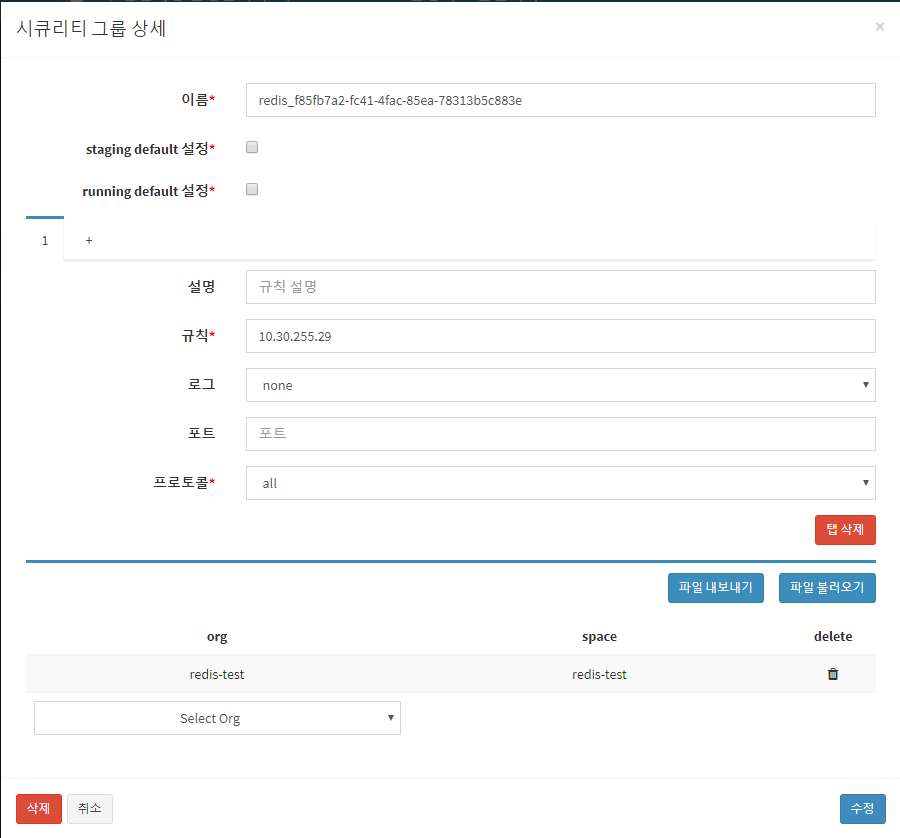 시큐리티 그룹 상세 ×
이름* redis_f85fb7a2-fc41-4fac-85ea-78313b5c883e
staging default 설정*
running default 설정*
1 +
설명 규칙 설명
규칙* 10.30.255.29
로그 none
포트 포트
프로토콜* all
탭 삭제
파일 내보내기 파일 불러오기
org space delete
redis-test redis-test
Select Org
삭제 취소 수정